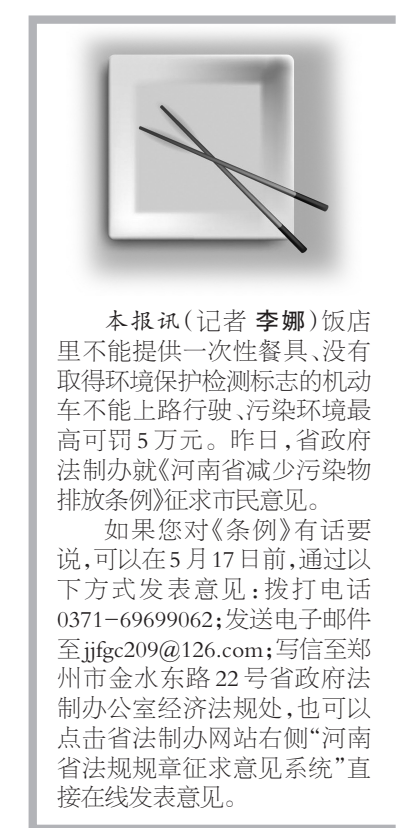 本报讯(记者 李娜)饭店
里不能提供一次性餐具、没有
取得环境保护检测标志的机动
车不能上路行驶、污染环境最
高可罚5万元。昨日,省政府
法制办就《河南省减少污染物
排放条例》征求市民意见。
如果您对《条例》有话要
说,可以在5月17日前,通过以
下方式发表意见:拨打电话
0371-69699062;发送电子邮件
至jjfgc209@126.com;写信至郑
州市金水东路22号省政府法
制办公室经济法规处,也可以
点击省法制办网站右侧“河南
省法规规章征求意见系统”直
接在线发表意见。